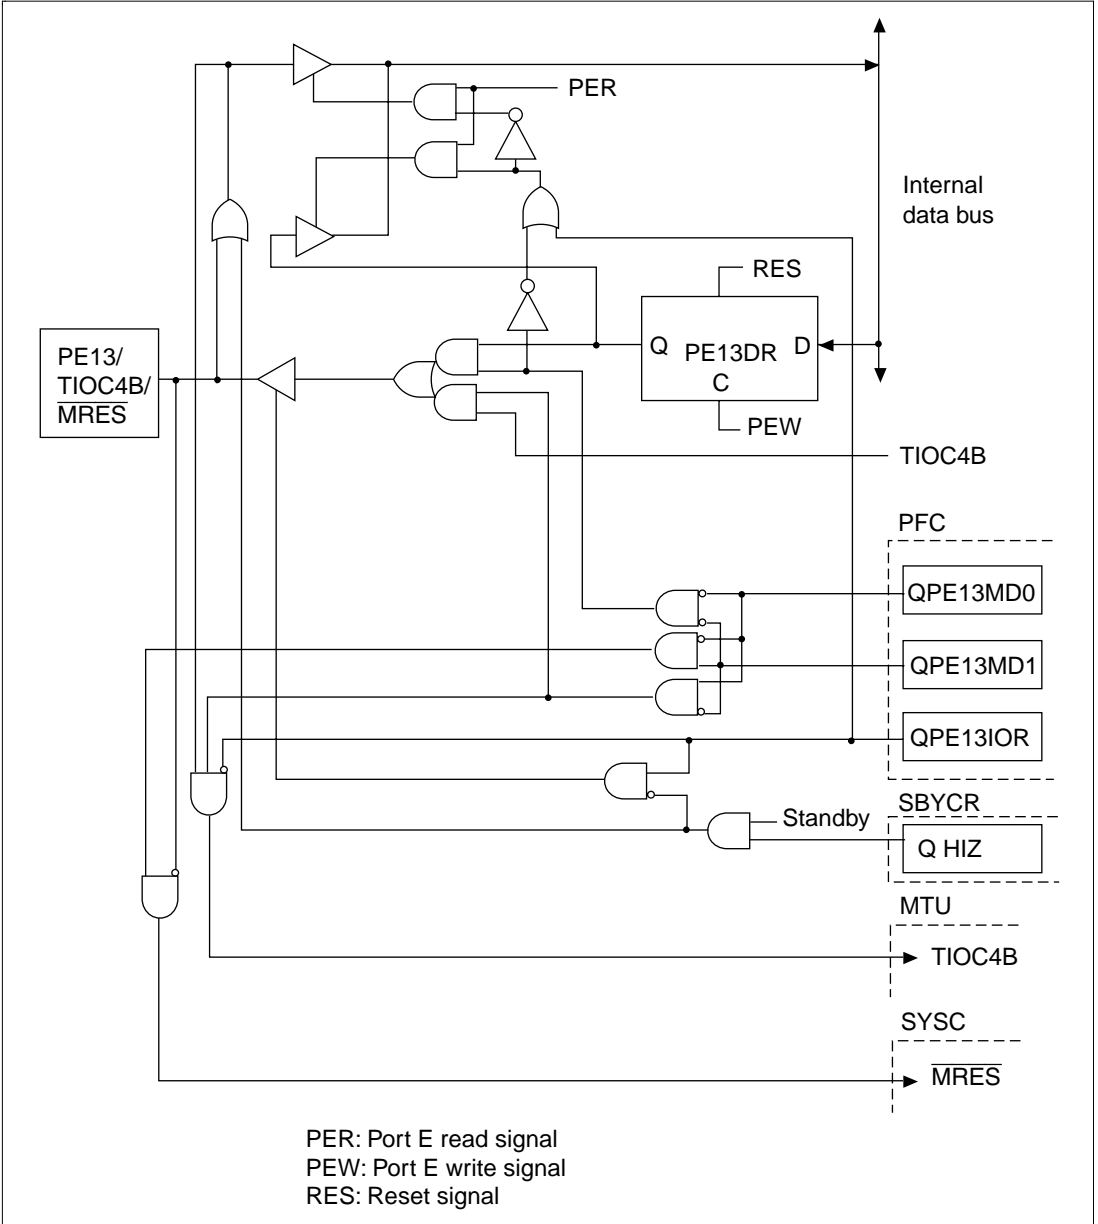 PER
Internal
data bus
RES
Q PE13DR D
C
PE13/
TIOC4B/
MRES
PEW
TIOC4B
PFC
QPE13MD0
QPE13MD1
QPE13IOR
SBYCR
Standby
Q HIZ
MTU
TIOC4B
SYSC
MRES
PER: Port E read signal
PEW: Port E write signal
RES: Reset signal